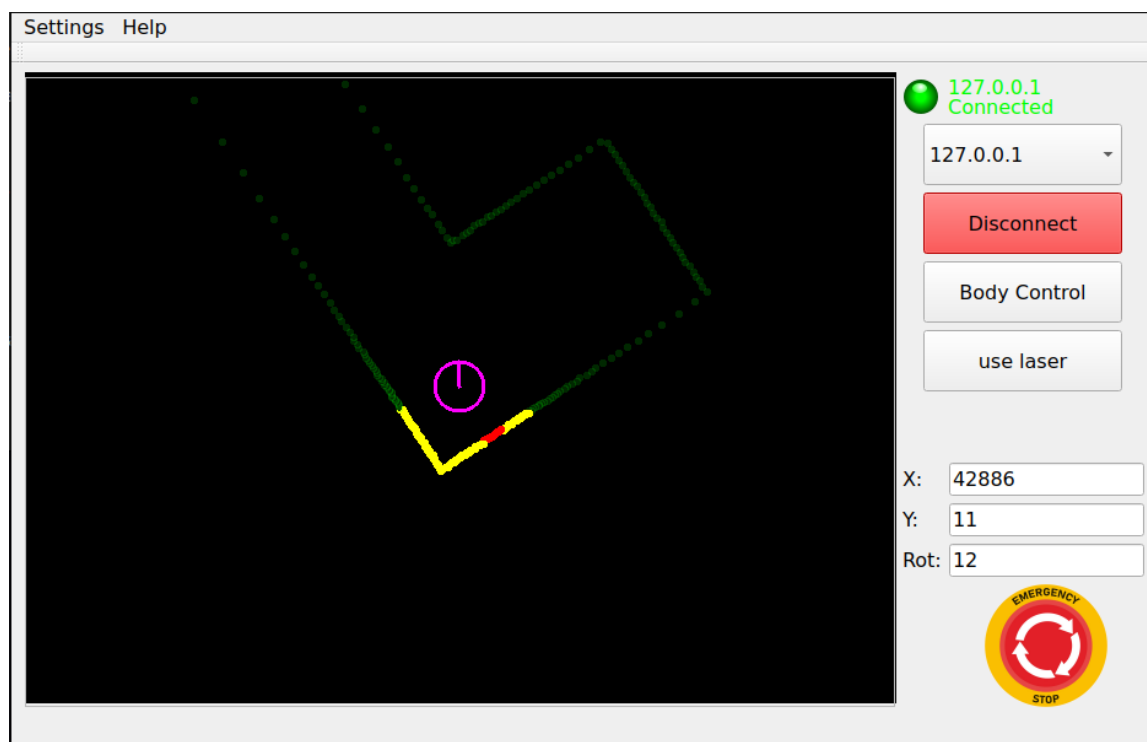 Settings Help
127.0.0.1
Connected
127.0.0.1
Disconnect
Body Control
use laser
X: 42886
Y: 11
Rot: 12
EMERGENCY
STOP